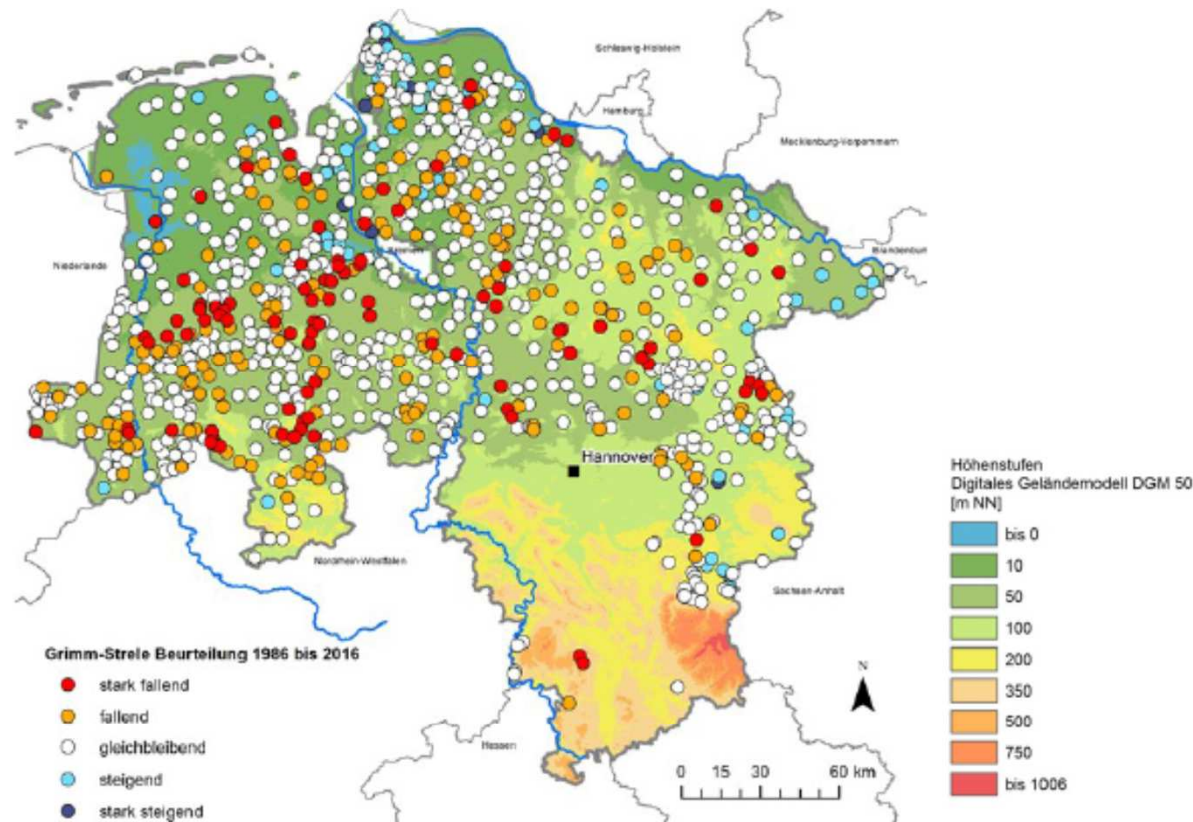 Schleswig-Holstein
Hamburg
Mecklenburg-Vorpommern
Niederlande
Bremen
Brandenburg
Hannover
Nordrhein-Westfalen
Sachsen-Anhalt
Hessen
Grimm-Strele Beurteilung 1986 bis 2016
stark fallend
fallend
gleichbleibend
steigend
stark steigend
N
0 15 30 60 km
Höhenstufen
Digitales Geländemodell DGM 50
[m NN]
bis 0
10
50
100
200
350
500
750
bis 1006